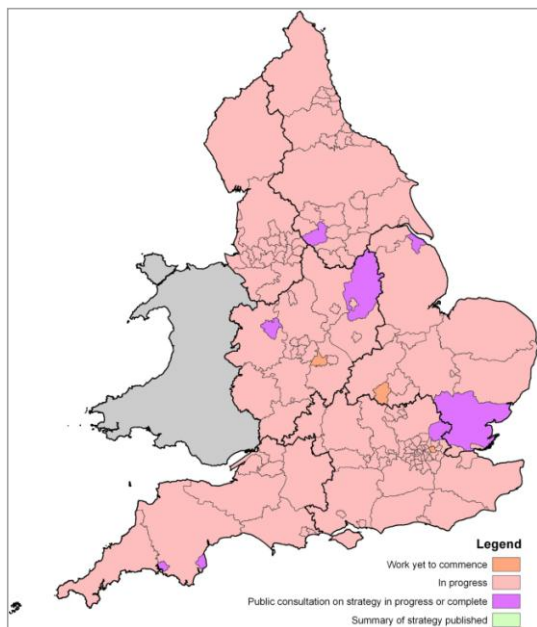 Legend
Work yet to commence
In progress
Public consultation on strategy in progress or complete
Summary of strategy published